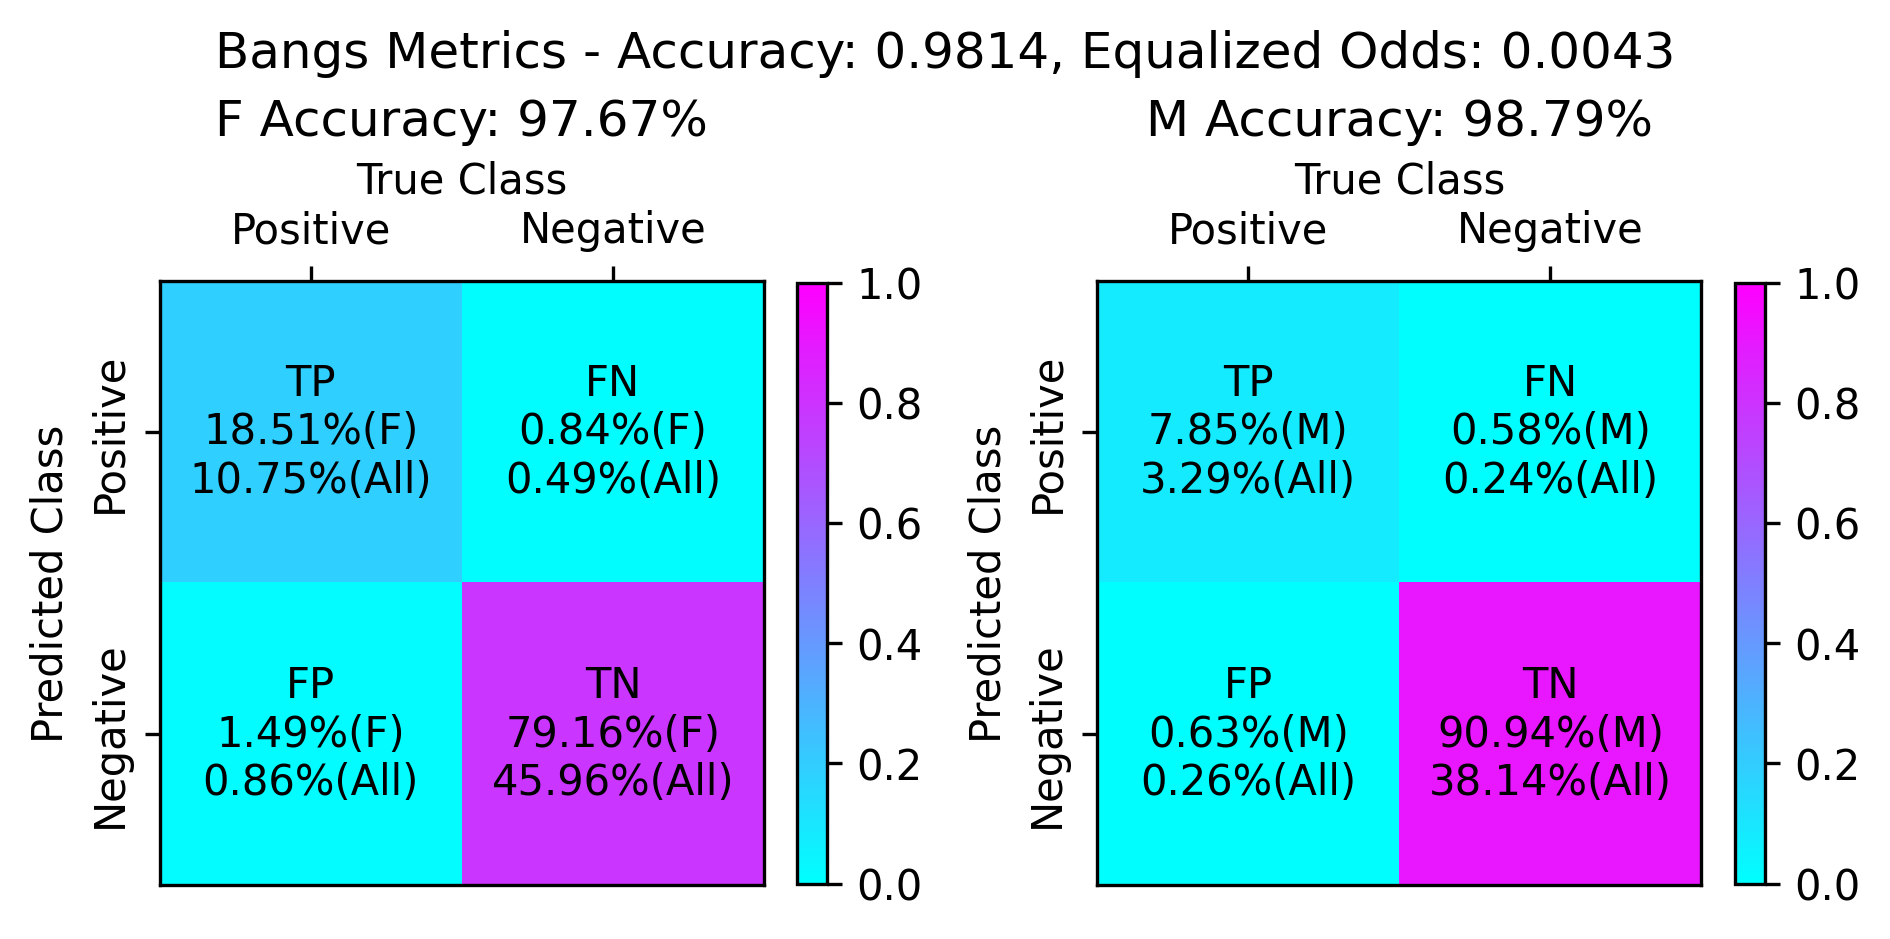 Bangs Metrics - Accuracy: 0.9814, Equalized Odds: 0.0043
F Accuracy: 97.67%
True Class
Positive Negative
Predicted Class
Positive
Negative
TP
18.51%(F)
10.75%(All)
FN
0.84%(F)
0.49%(All)
FP
1.49%(F)
0.86%(All)
TN
79.16%(F)
45.96%(All)
1.0
0.8
0.6
0.4
0.2
0.0
M Accuracy: 98.79%
True Class
Positive Negative
Predicted Class
Positive
Negative
TP
7.85%(M)
3.29%(All)
FN
0.58%(M)
0.24%(All)
FP
0.63%(M)
0.26%(All)
TN
90.94%(M)
38.14%(All)
1.0
0.8
0.6
0.4
0.2
0.0